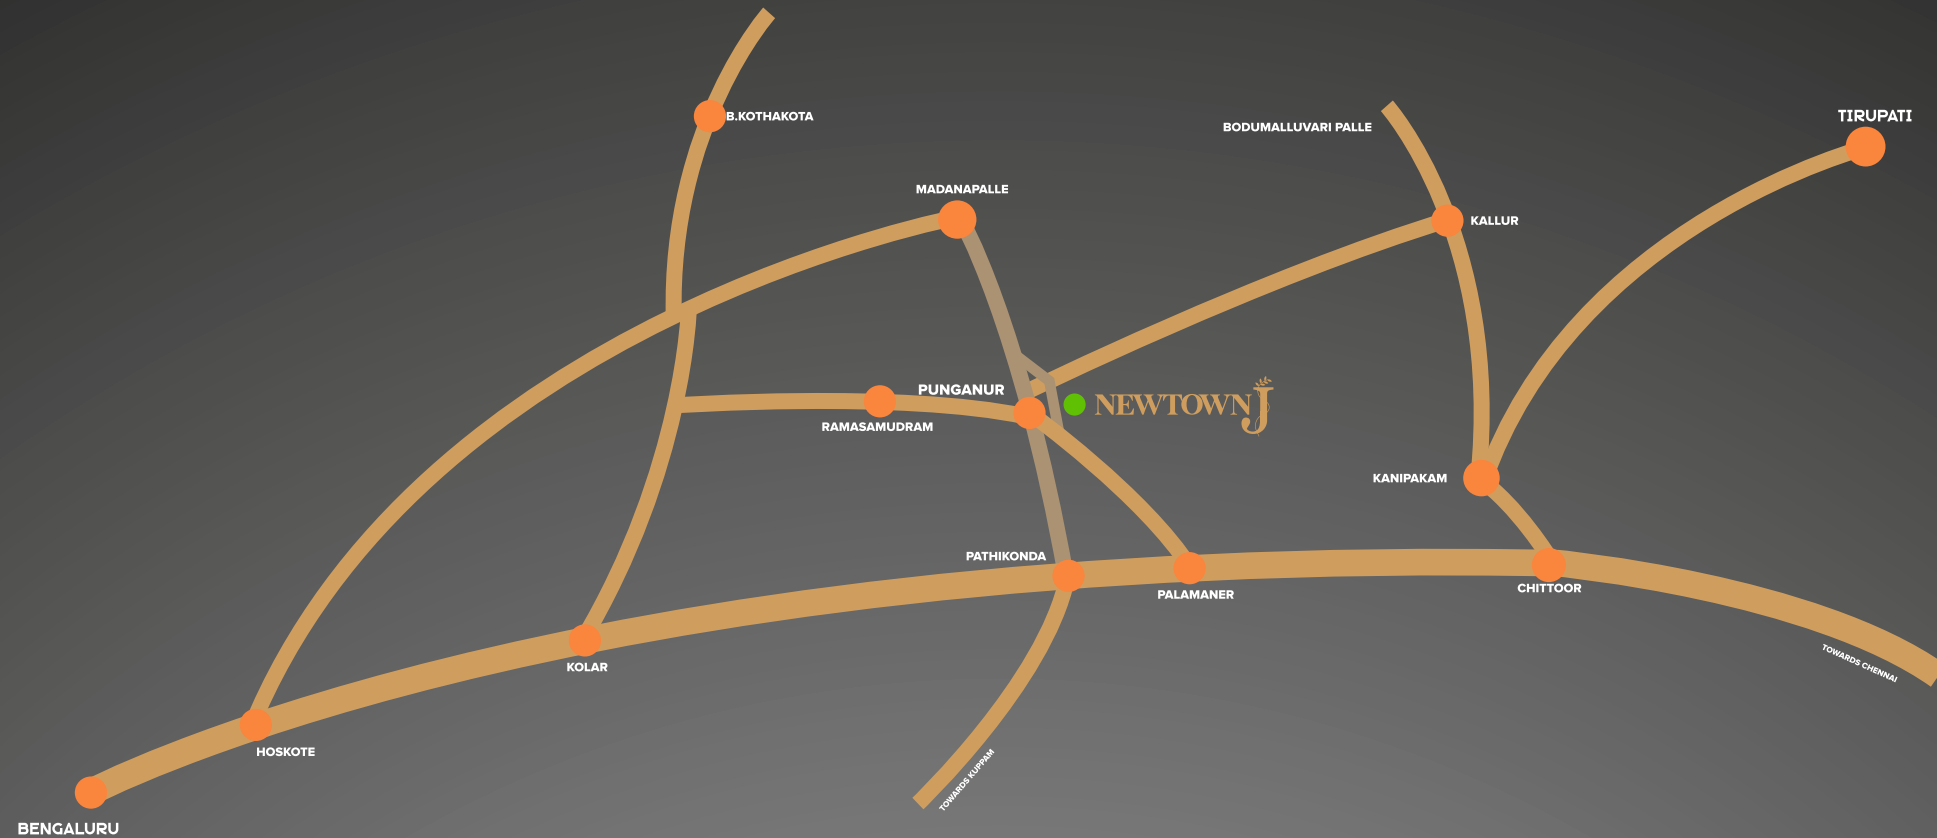 B.KOTHAKOTA
TIRUPATI
BODUMALLUVARI PALLE
MADANAPALLE
KALLUR
PUNGANUR
NEWTOWN J
RAMASAMUDRAM
KANIPAKAM
PATHIKONDA
CHITTOOR
PALAMANER
TOWARDS CHENNAI
KOLAR
HOSKOTE
TOWARDS KUPPAM
BENGALURU